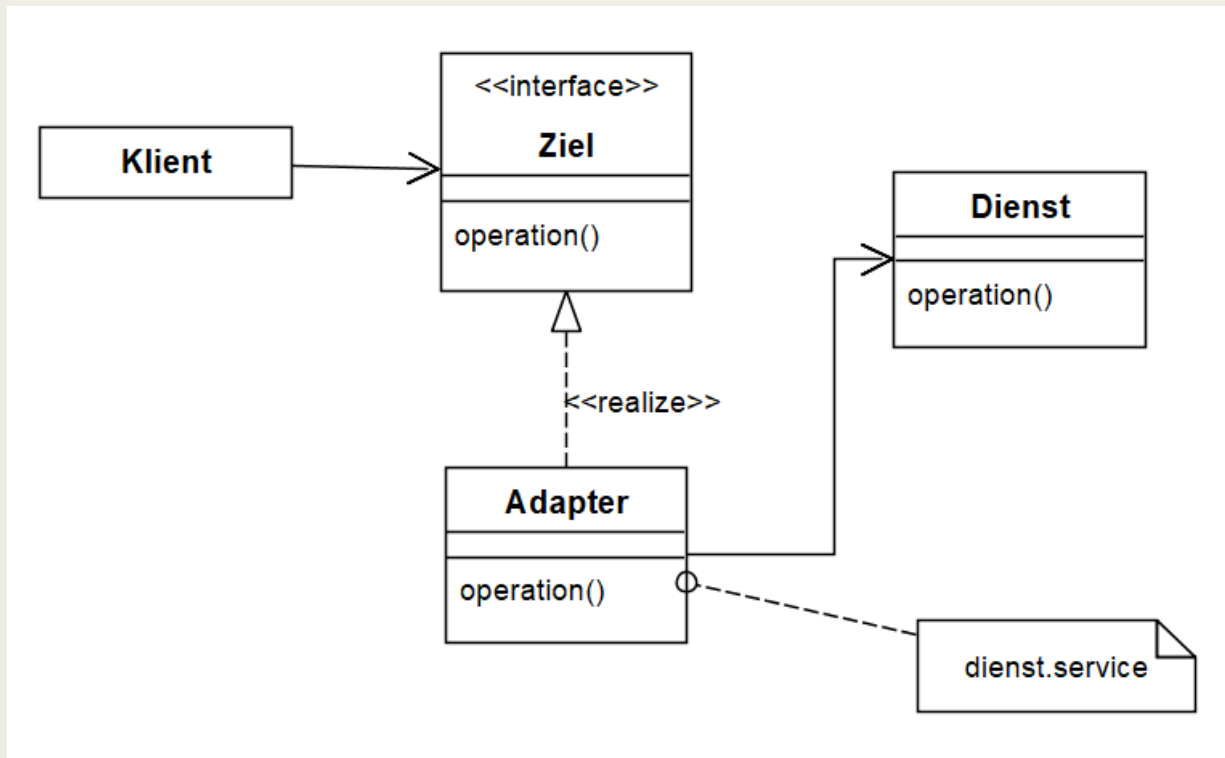 Klient
<<interface>>
Ziel
operation()
Dienst
operation()
<<realize>>
Adapter
operation()
dienst.service